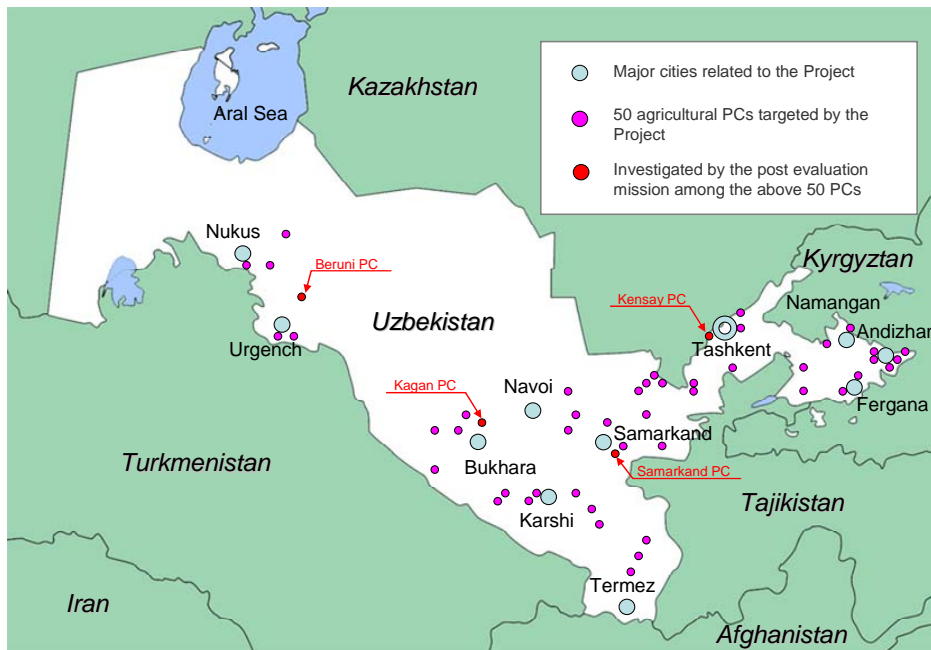 Kazakhstan
Aral Sea
Major cities related to the Project
50 agricultural PCs targeted by the
Project
Investigated by the post evaluation
mission among the above 50 PCs
Nukus
Beruni PC
Kyrgyztan
Kensay PC
Namangan
Uzbekistan
Andizhan
Urgench
Tashkent
Kagan PC
Navoi
Fergana
Samarkand
Turkmenistan
Bukhara
Samarkand PC
Tajikistan
Karshi
Termez
Iran
Afghanistan